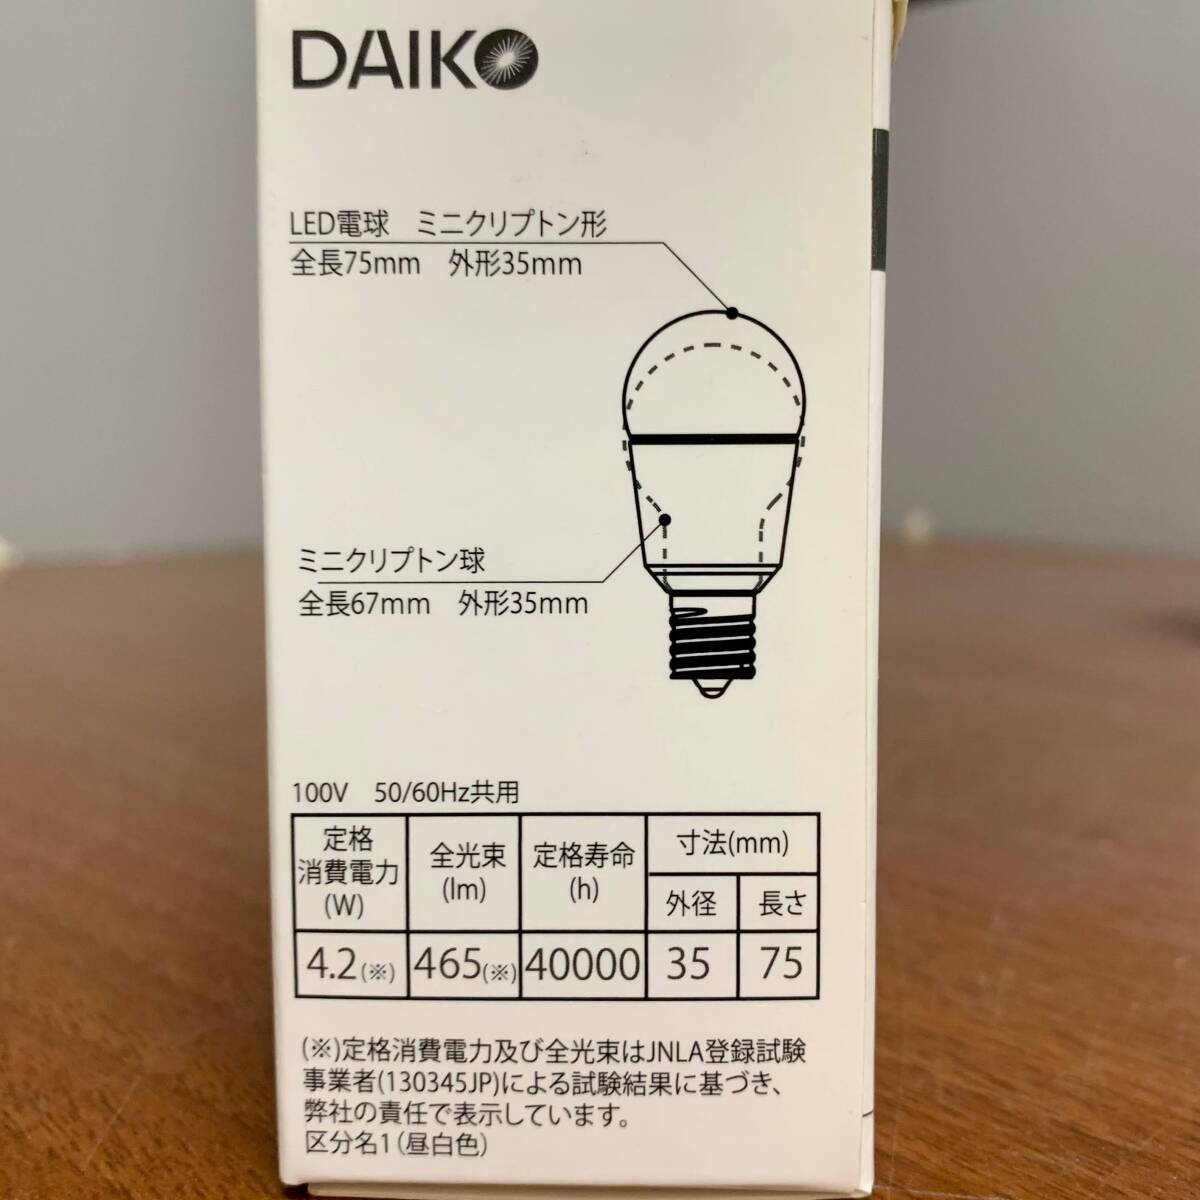 DAIKO
LED電球 ミニクリプトン形
全長75mm 外形35mm
ミニクリプトン球
全長67mm 外形35mm
100V 50/60Hz共用
定格
消費電力
(W)
全光束
(lm)
定格寿命
(h)
寸法(mm)
外径
長さ
4.2(※)
465(※)
40000
35
75
(※)定格消費電力及び全光束はJNLA登録試験
事業者(130345JP)による試験結果に基づき、
弊社の責任で表示しています。
区分名1(昼白色)